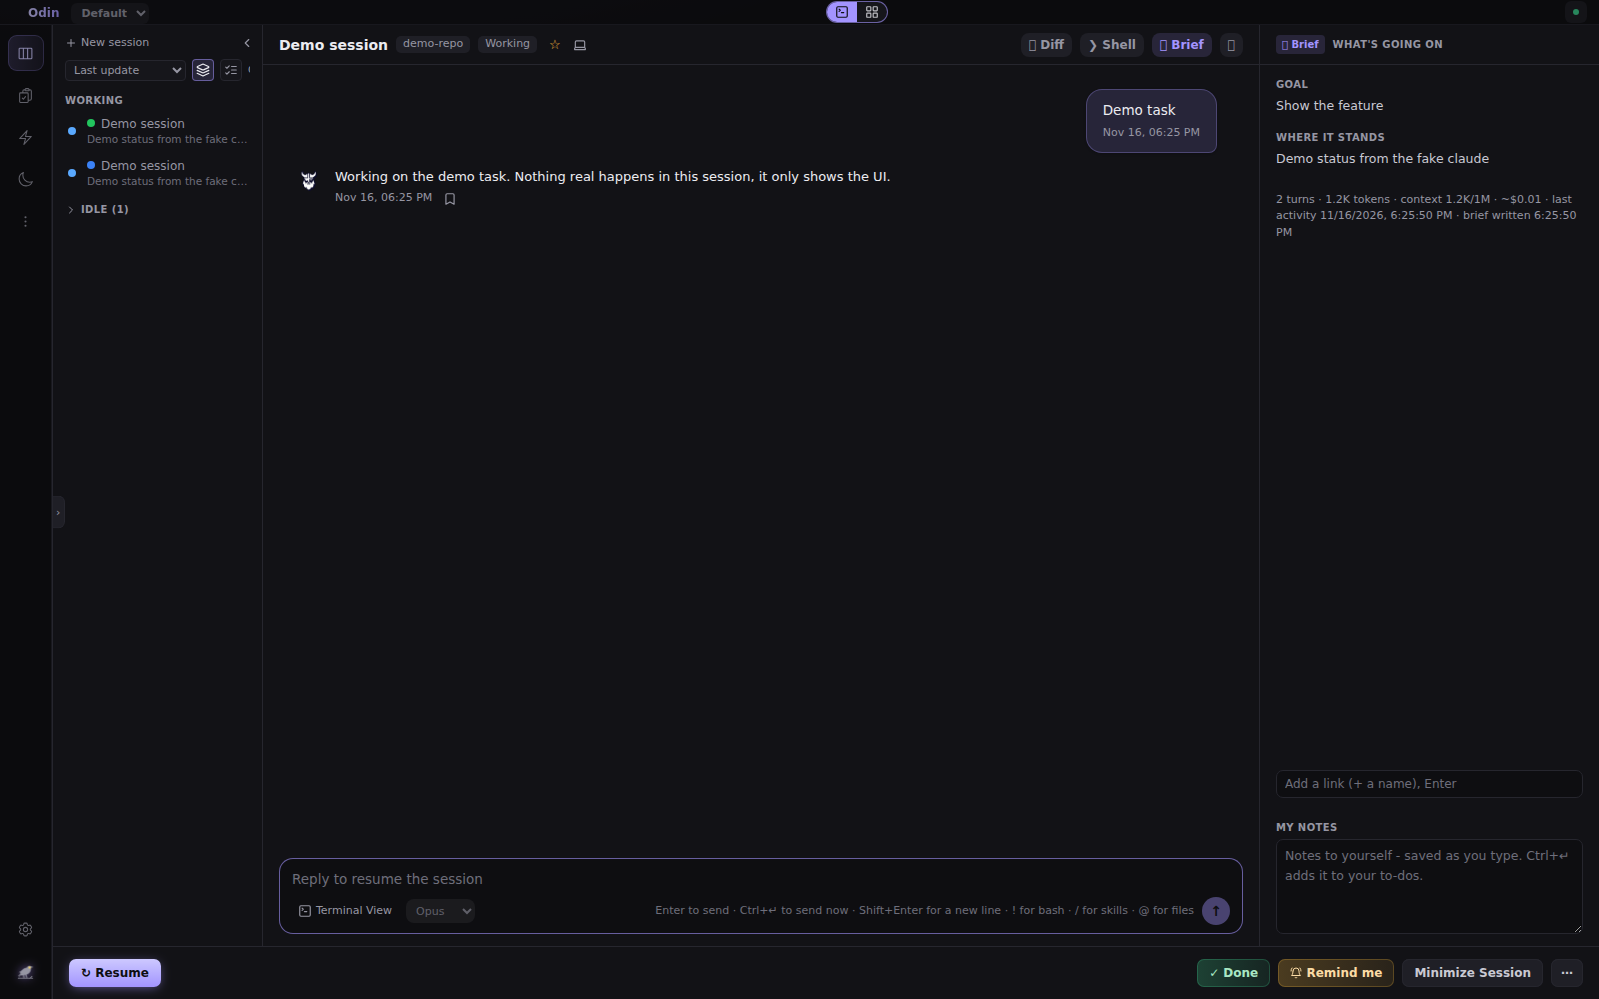 Odin
Default
New session
Last update
WORKING
Demo session
Demo status from the fake c...
Demo session
Demo status from the fake c...
IDLE (1)
Demo session
demo-repo
Working
Diff
Shell
Brief
Demo task
Nov 16, 06:25 PM
Working on the demo task. Nothing real happens in this session, it only shows the UI.
Nov 16, 06:25 PM
Reply to resume the session
Terminal View
Opus
Enter to send · Ctrl+↵ to send now · Shift+Enter for a new line · ! for bash · / for skills · @ for files
Brief
WHAT'S GOING ON
GOAL
Show the feature
WHERE IT STANDS
Demo status from the fake claude
2 turns · 1.2K tokens · context 1.2K/1M · ~$0.01 · last
activity 11/16/2026, 6:25:50 PM · brief written 6:25:50
PM
Add a link (+ a name), Enter
MY NOTES
Notes to yourself - saved as you type. Ctrl+↵
adds it to your to-dos.
↻ Resume
✓ Done
Remind me
Minimize Session